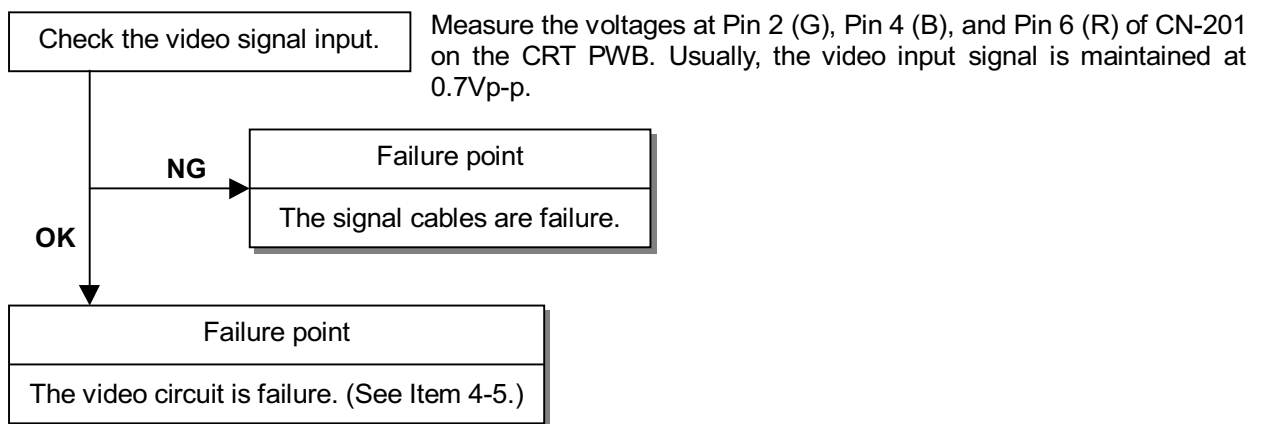 Check the video signal input.
Measure the voltages at Pin 2 (G), Pin 4 (B), and Pin 6 (R) of CN-201
on the CRT PWB. Usually, the video input signal is maintained at
0.7Vp-p.
NG
Failure point
The signal cables are failure.
OK
Failure point
The video circuit is failure. (See Item 4-5.)